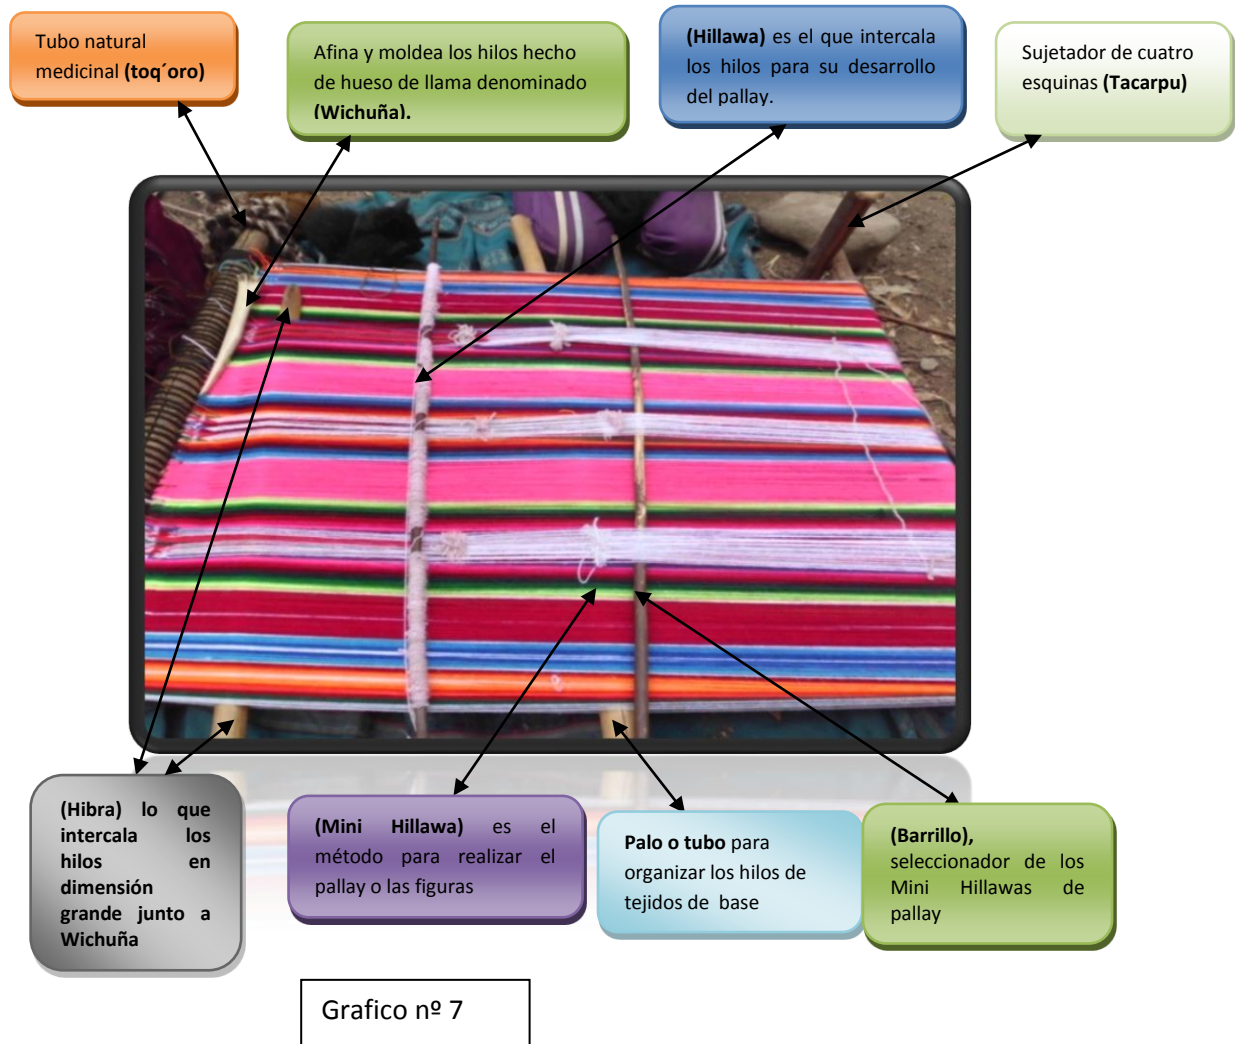 Tubo natural
medicinal (toq´oro)
Afina y moldea los hilos hecho
de hueso de llama denominado
(Wichuña).
(Hillawa) es el que intercala
los hilos para su desarrollo
del pallay.
Sujetador de cuatro
esquinas (Tacarpu)
(Hibra) lo que
intercala los
hilos en
dimensión
grande junto a
Wichuña
(Mini Hillawa) es el
método para realizar el
pallay o las figuras
Palo o tubo para
organizar los hilos de
tejidos de base
(Barrillo),
seleccionador de los
Mini Hillawas de
pallay
Grafico nº 7